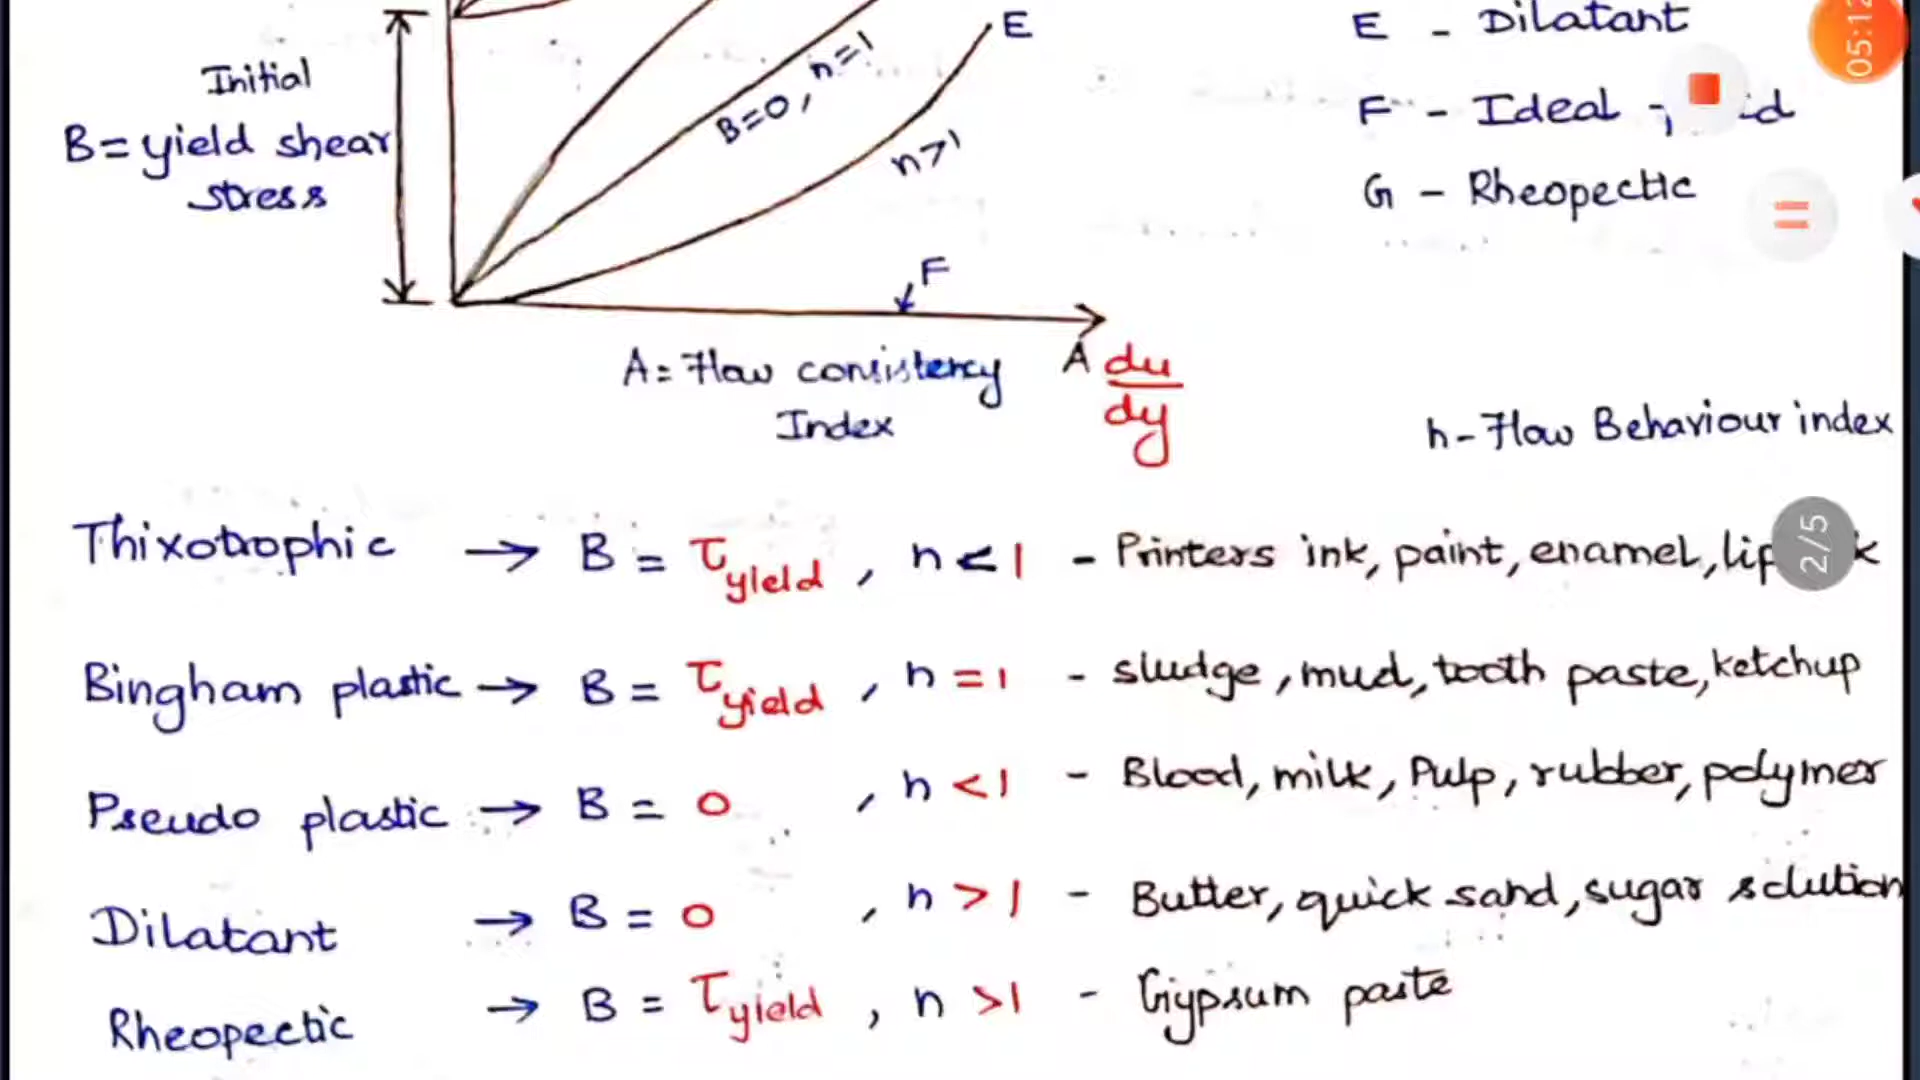 E
E - Dilatant
Initial
B = yield shear
stress
B=0, n=1
n>1
F - Ideal
G - Rheopectic
F
A = Flow consistency
Index
A du
dy
n - Flow Behaviour index
Thixotrophic → B = τyield , n < 1 - Printers ink, paint, enamel,
Bingham plastic → B = τyield , n = 1 - sludge, mud, tooth paste, ketchup
Pseudo plastic → B = 0 , n < 1 - Blood, milk, Pulp, rubber, polymer
Dilatant → B = 0 , n > 1 - Butter, quick sand, sugar solution
Rheopectic → B = τyield , n > 1 - Gypsum paste
05:12
2/5